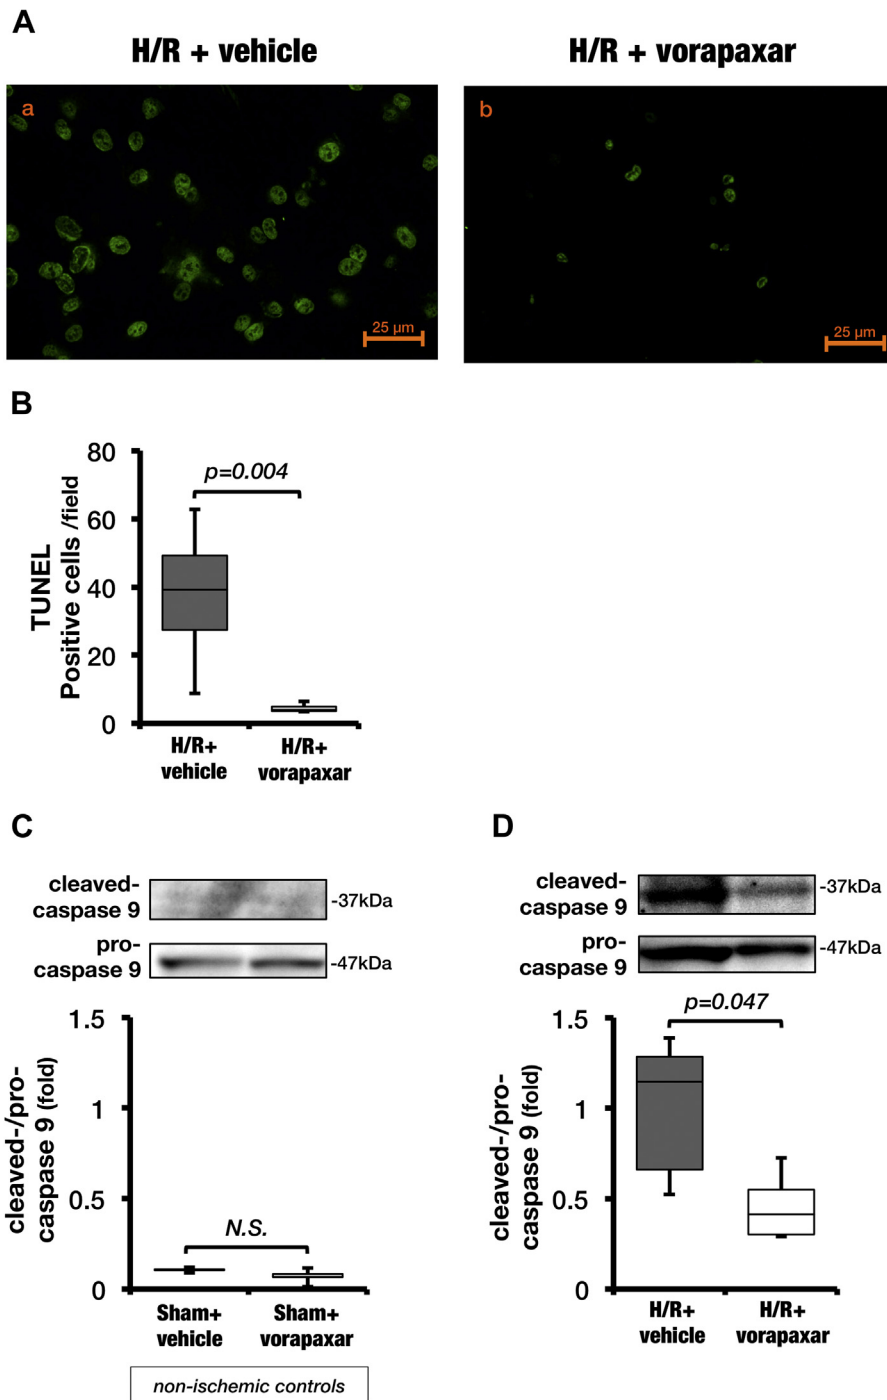 A
H/R + vehicle
H/R + vorapaxar
a
b
25 µm
25 µm
B
TUNEL
Positive cells /field
80
60
40
20
0
p=0.004
H/R+
vehicle
H/R+
vorapaxar
C
cleaved-
caspase 9
-37kDa
pro-
caspase 9
-47kDa
cleaved-/pro-
caspase 9 (fold)
1.5
1
0.5
0
N.S.
Sham+
vehicle
Sham+
vorapaxar
non-ischemic controls
D
cleaved-
caspase 9
-37kDa
pro-
caspase 9
-47kDa
cleaved-/pro-
caspase 9 (fold)
1.5
1
0.5
0
p=0.047
H/R+
vehicle
H/R+
vorapaxar